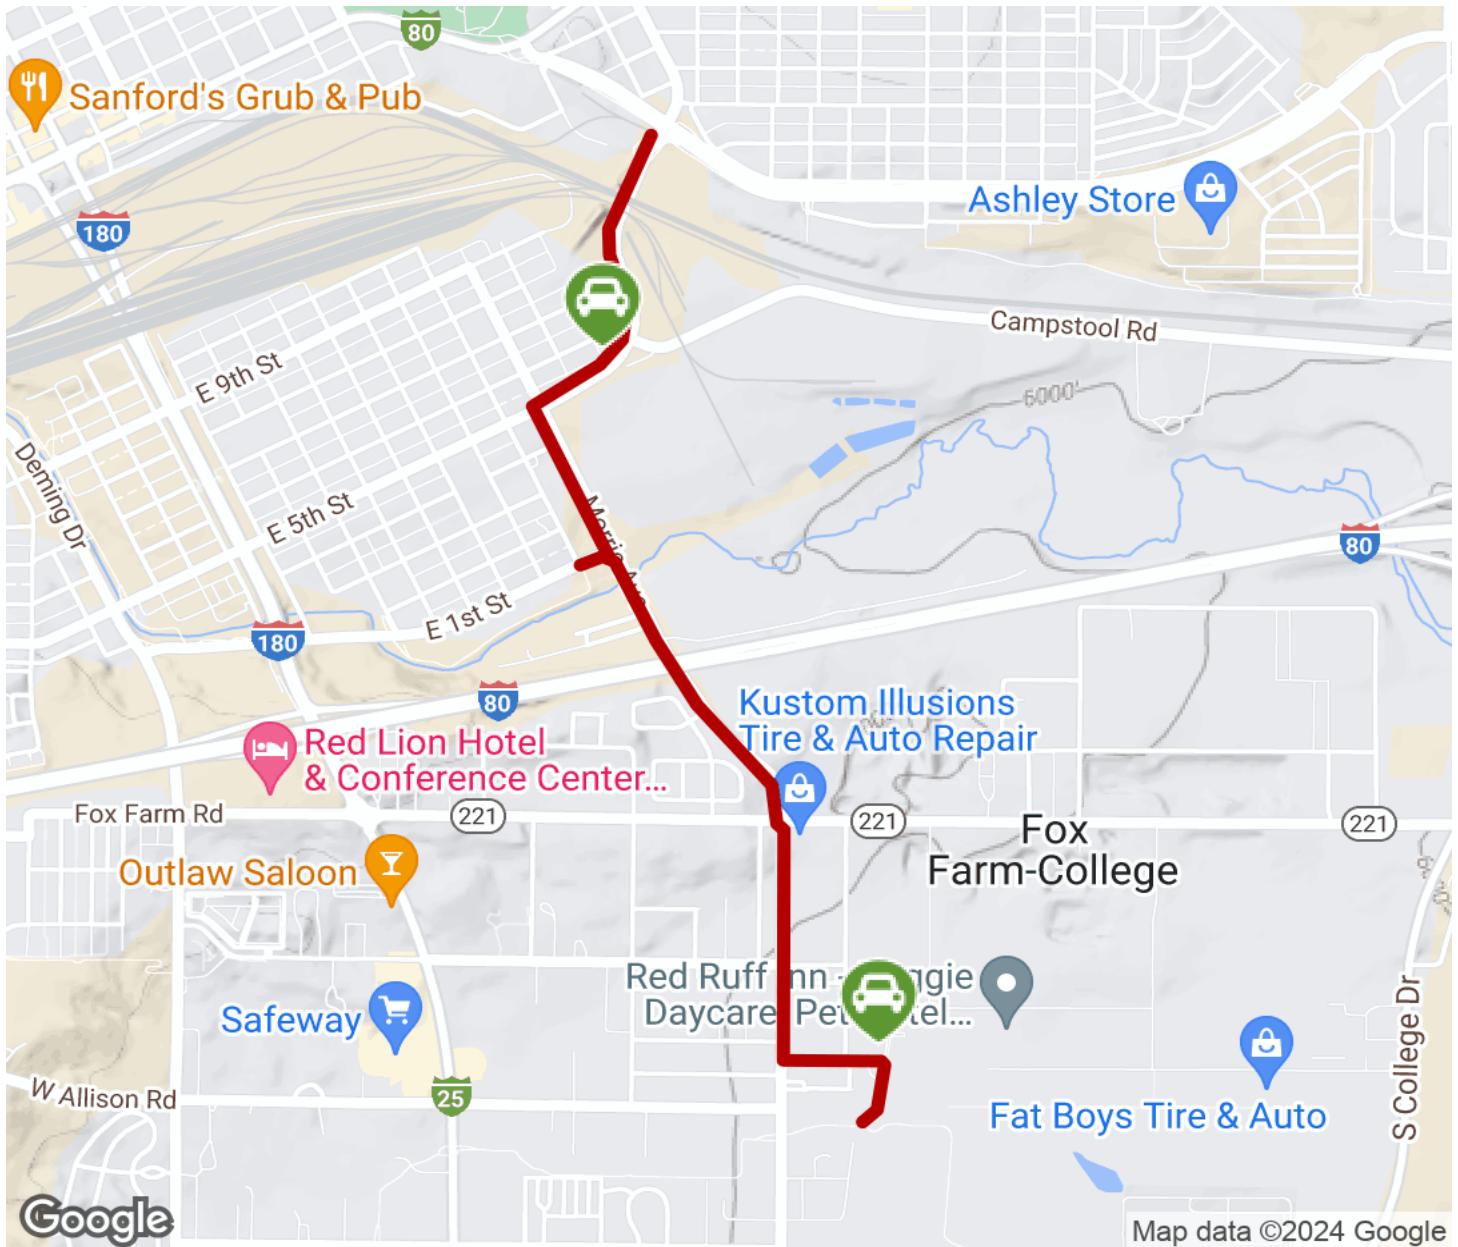 80
Sanford's Grub & Pub
180
Ashley Store
Campstool Rd
E 9th St
6000'
Deming Dr
E 5th St
80
E 1st St
180
80
Kustom Illusions
Tire & Auto Repair
Red Lion Hotel
& Conference Center...
Fox Farm Rd
221
221
221
Fox
Farm-College
Outlaw Saloon
Red Ruff
Daycare
Safeway
S College Dr
W Allison Rd
25
Fat Boys Tire & Auto
Google
Map data ©2024 Google